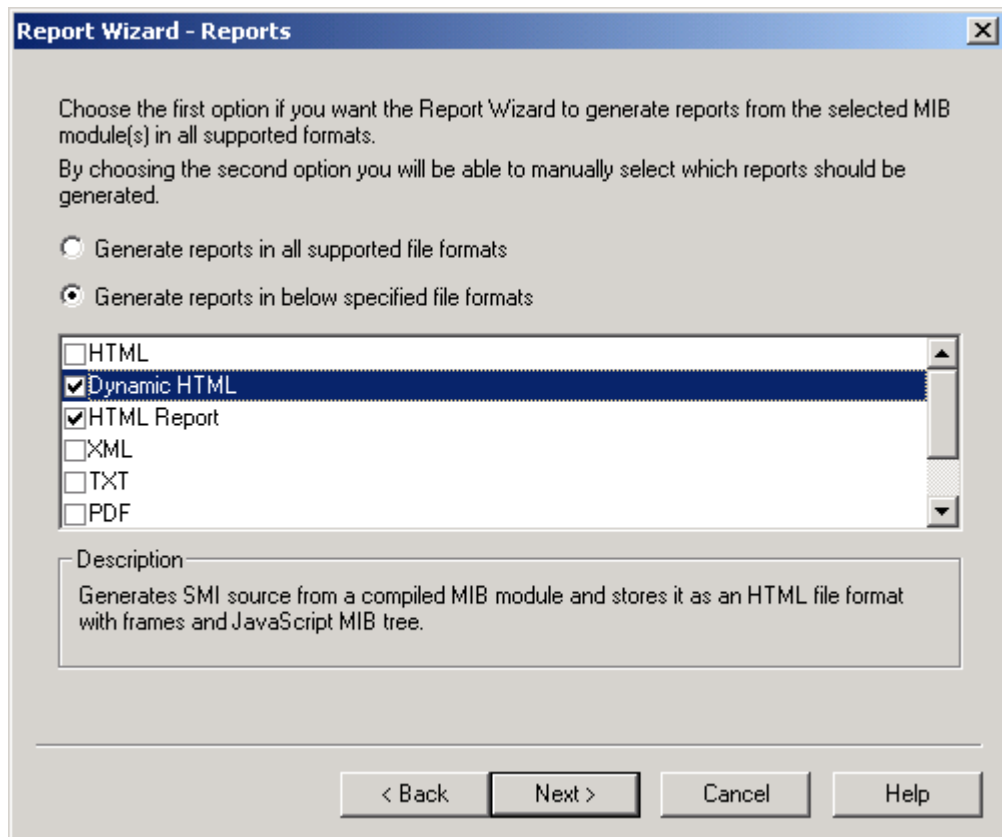 Report Wizard - Reports
Choose the first option if you want the Report Wizard to generate reports from the selected MIB
module(s) in all supported formats.
By choosing the second option you will be able to manually select which reports should be
generated.
Generate reports in all supported file formats
Generate reports in below specified file formats
HTML
Dynamic HTML
HTML Report
XML
TXT
PDF
Description
Generates SMI source from a compiled MIB module and stores it as an HTML file format
with frames and JavaScript MIB tree.
< Back Next > Cancel Help